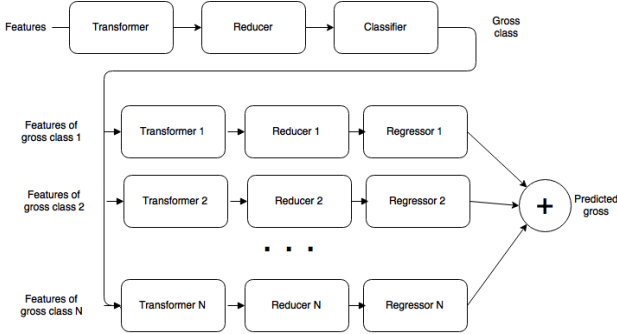 Features
Transformer
Reducer
Classifier
Gross
class
Features of
gross class 1
Transformer 1
Reducer 1
Regressor 1
Features of
gross class 2
Transformer 2
Reducer 2
Regressor 2
+
Predicted
gross
. . .
Features of
gross class N
Transformer N
Reducer N
Regressor N